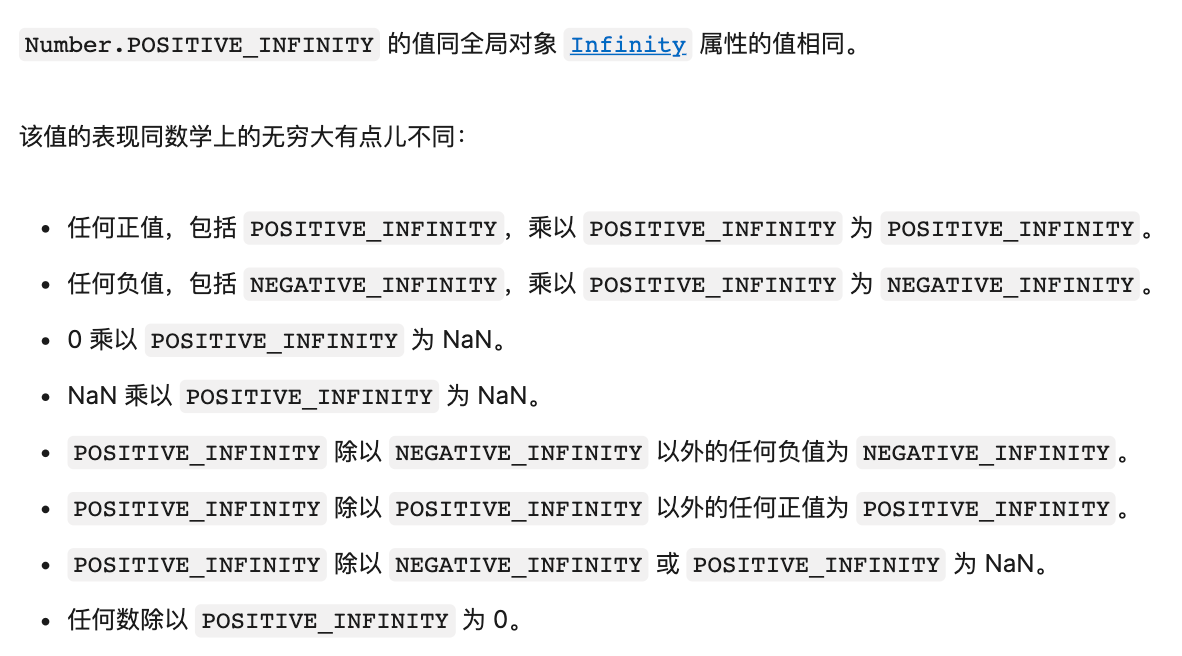 Number.POSITIVE_INFINITY 的值同全局对象 Infinity 属性的值相同。
该值的表现同数学上的无穷大有点儿不同：
• 任何正值，包括 POSITIVE_INFINITY，乘以 POSITIVE_INFINITY 为 POSITIVE_INFINITY。
• 任何负值，包括 NEGATIVE_INFINITY，乘以 POSITIVE_INFINITY 为 NEGATIVE_INFINITY。
• 0 乘以 POSITIVE_INFINITY 为 NaN。
• NaN 乘以 POSITIVE_INFINITY 为 NaN。
• POSITIVE_INFINITY 除以 NEGATIVE_INFINITY 以外的任何负值为 NEGATIVE_INFINITY。
• POSITIVE_INFINITY 除以 POSITIVE_INFINITY 以外的任何正值为 POSITIVE_INFINITY。
• POSITIVE_INFINITY 除以 NEGATIVE_INFINITY 或 POSITIVE_INFINITY 为 NaN。
• 任何数除以 POSITIVE_INFINITY 为 0。